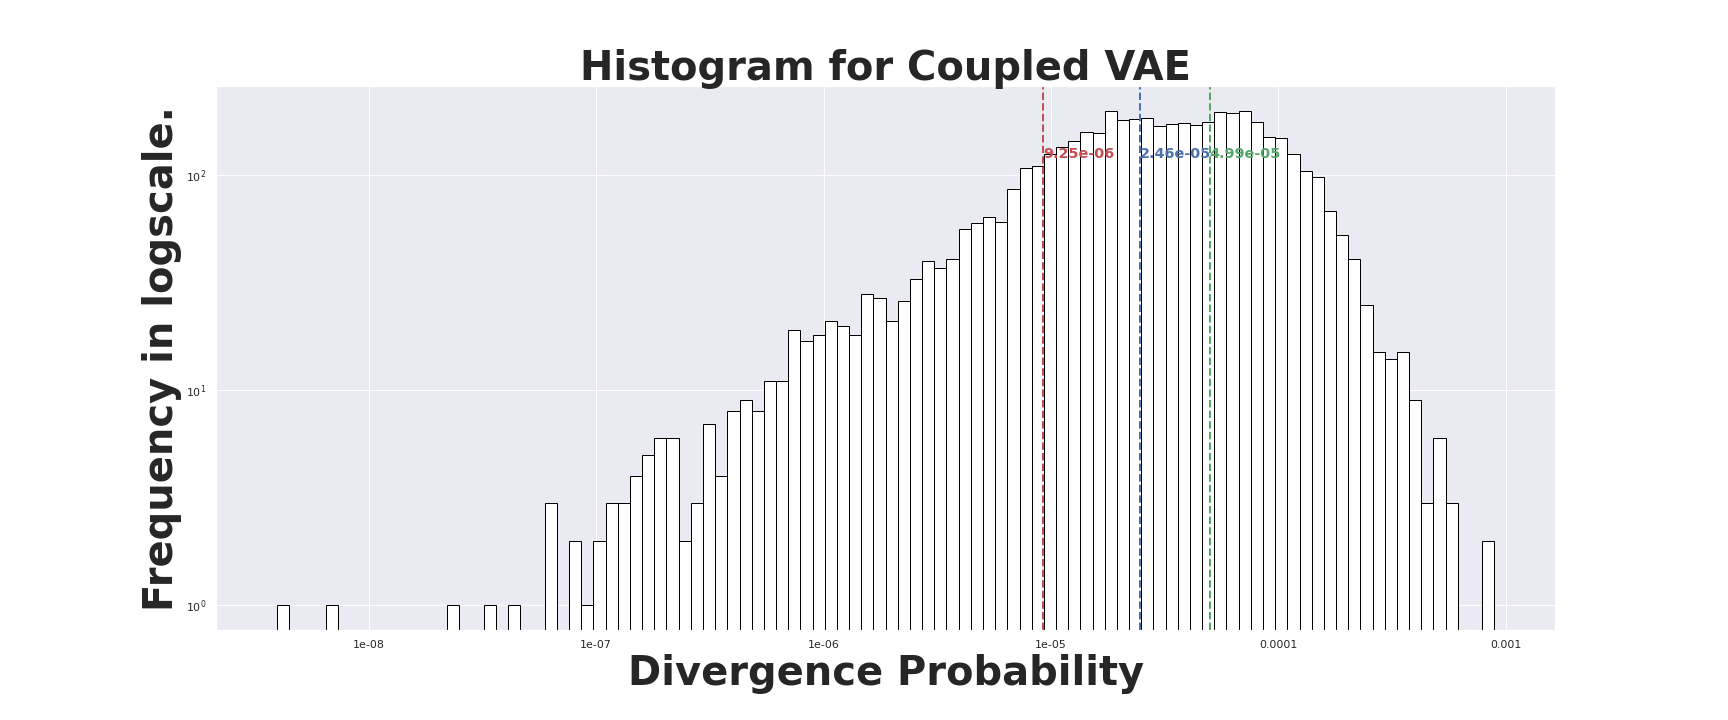 Histogram for Coupled VAE
Frequency in logscale.
10²
10¹
10⁰
9.25e-06
2.46e-05
4.99e-05
1e-08
1e-07
1e-06
1e-05
0.0001
0.001
Divergence Probability